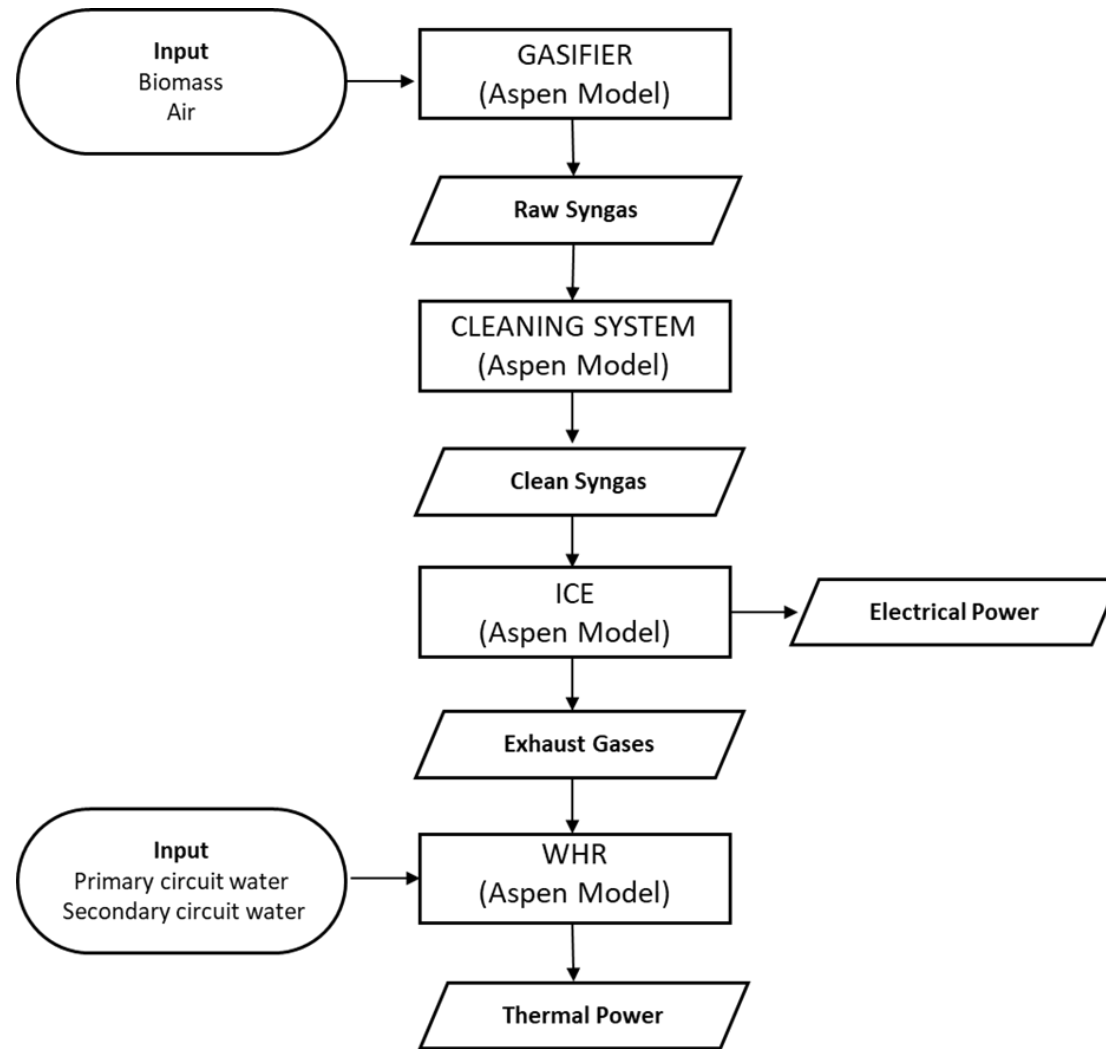 Input
Biomass
Air
GASIFIER
(Aspen Model)
Raw Syngas
CLEANING SYSTEM
(Aspen Model)
Clean Syngas
ICE
(Aspen Model)
Electrical Power
Exhaust Gases
Input
Primary circuit water
Secondary circuit water
WHR
(Aspen Model)
Thermal Power